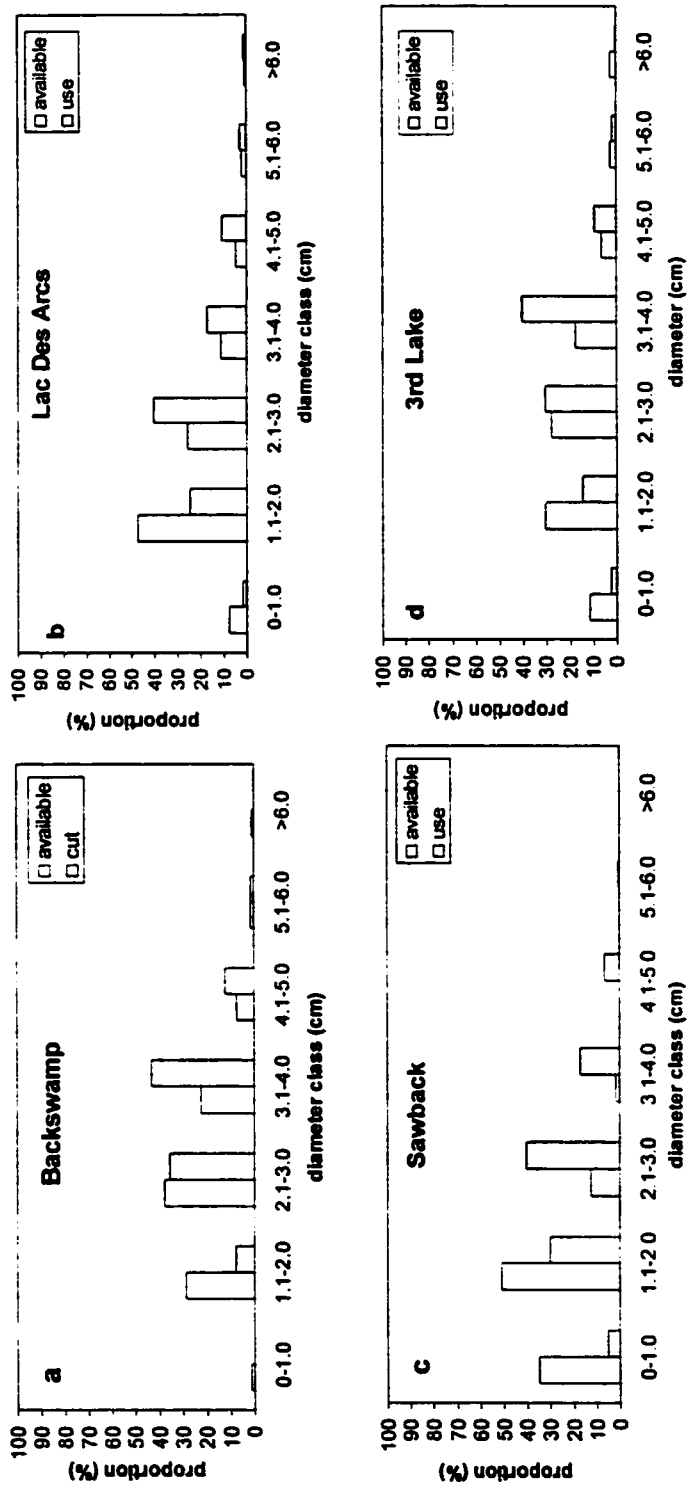 a
Backswamp
available
cut
proportion (%)
100
90
80
70
60
50
40
30
20
10
0
0-1.0 1.1-2.0 2.1-3.0 3.1-4.0 4.1-5.0 5.1-6.0 >6.0
diameter class (cm)
b
Lac Des Arcs
available
use
proportion (%)
100
90
80
70
60
50
40
30
20
10
0
0-1.0 1.1-2.0 2.1-3.0 3.1-4.0 4.1-5.0 5.1-6.0 >6.0
diameter class (cm)
c
Sawback
available
use
proportion (%)
100
90
80
70
60
50
40
30
20
10
0
0-1.0 1.1-2 0 2.1-3.0 3 1-4.0 4 1-5 0 5.1-6.0 >6.0
diameter class (cm)
d
3rd Lake
available
use
proportion (%)
100
90
80
70
60
50
40
30
20
10
0
0-1.0 1.1-2.0 2.1-3.0 3.1-4.0 4.1-5.0 5.1-6.0 >6.0
diameter (cm)